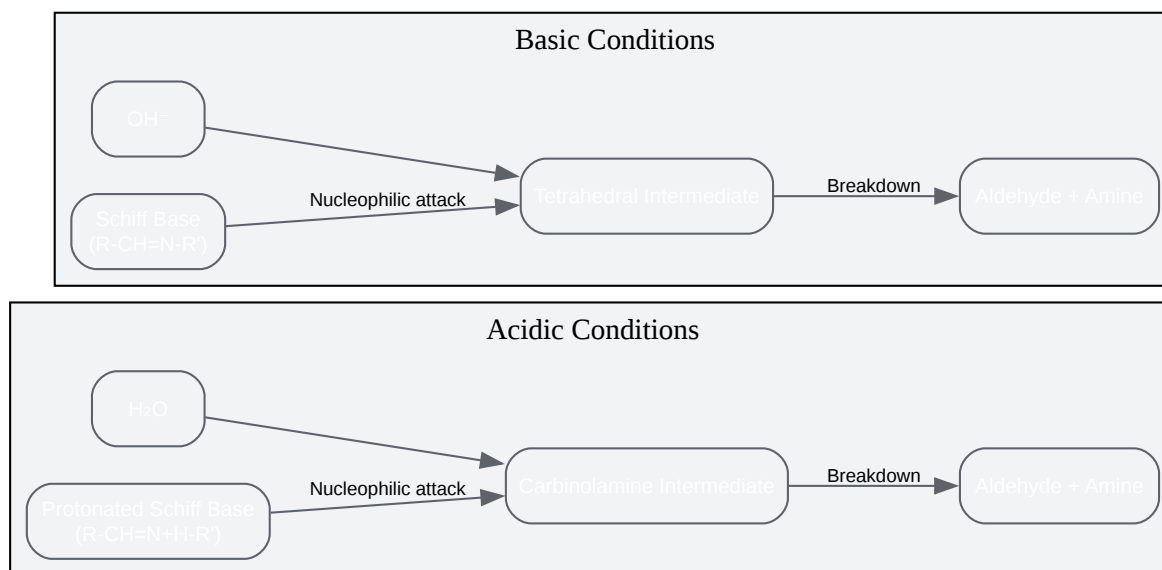 Basic Conditions
OH⁻
Nucleophilic attack
Schiff Base
(R-CH=N-R')
Tetrahedral Intermediate
Breakdown
Aldehyde + Amine
Acidic Conditions
H₂O
Nucleophilic attack
Protonated Schiff Base
(R-CH=N+H-R')
Carbinolamine Intermediate
Breakdown
Aldehyde + Amine